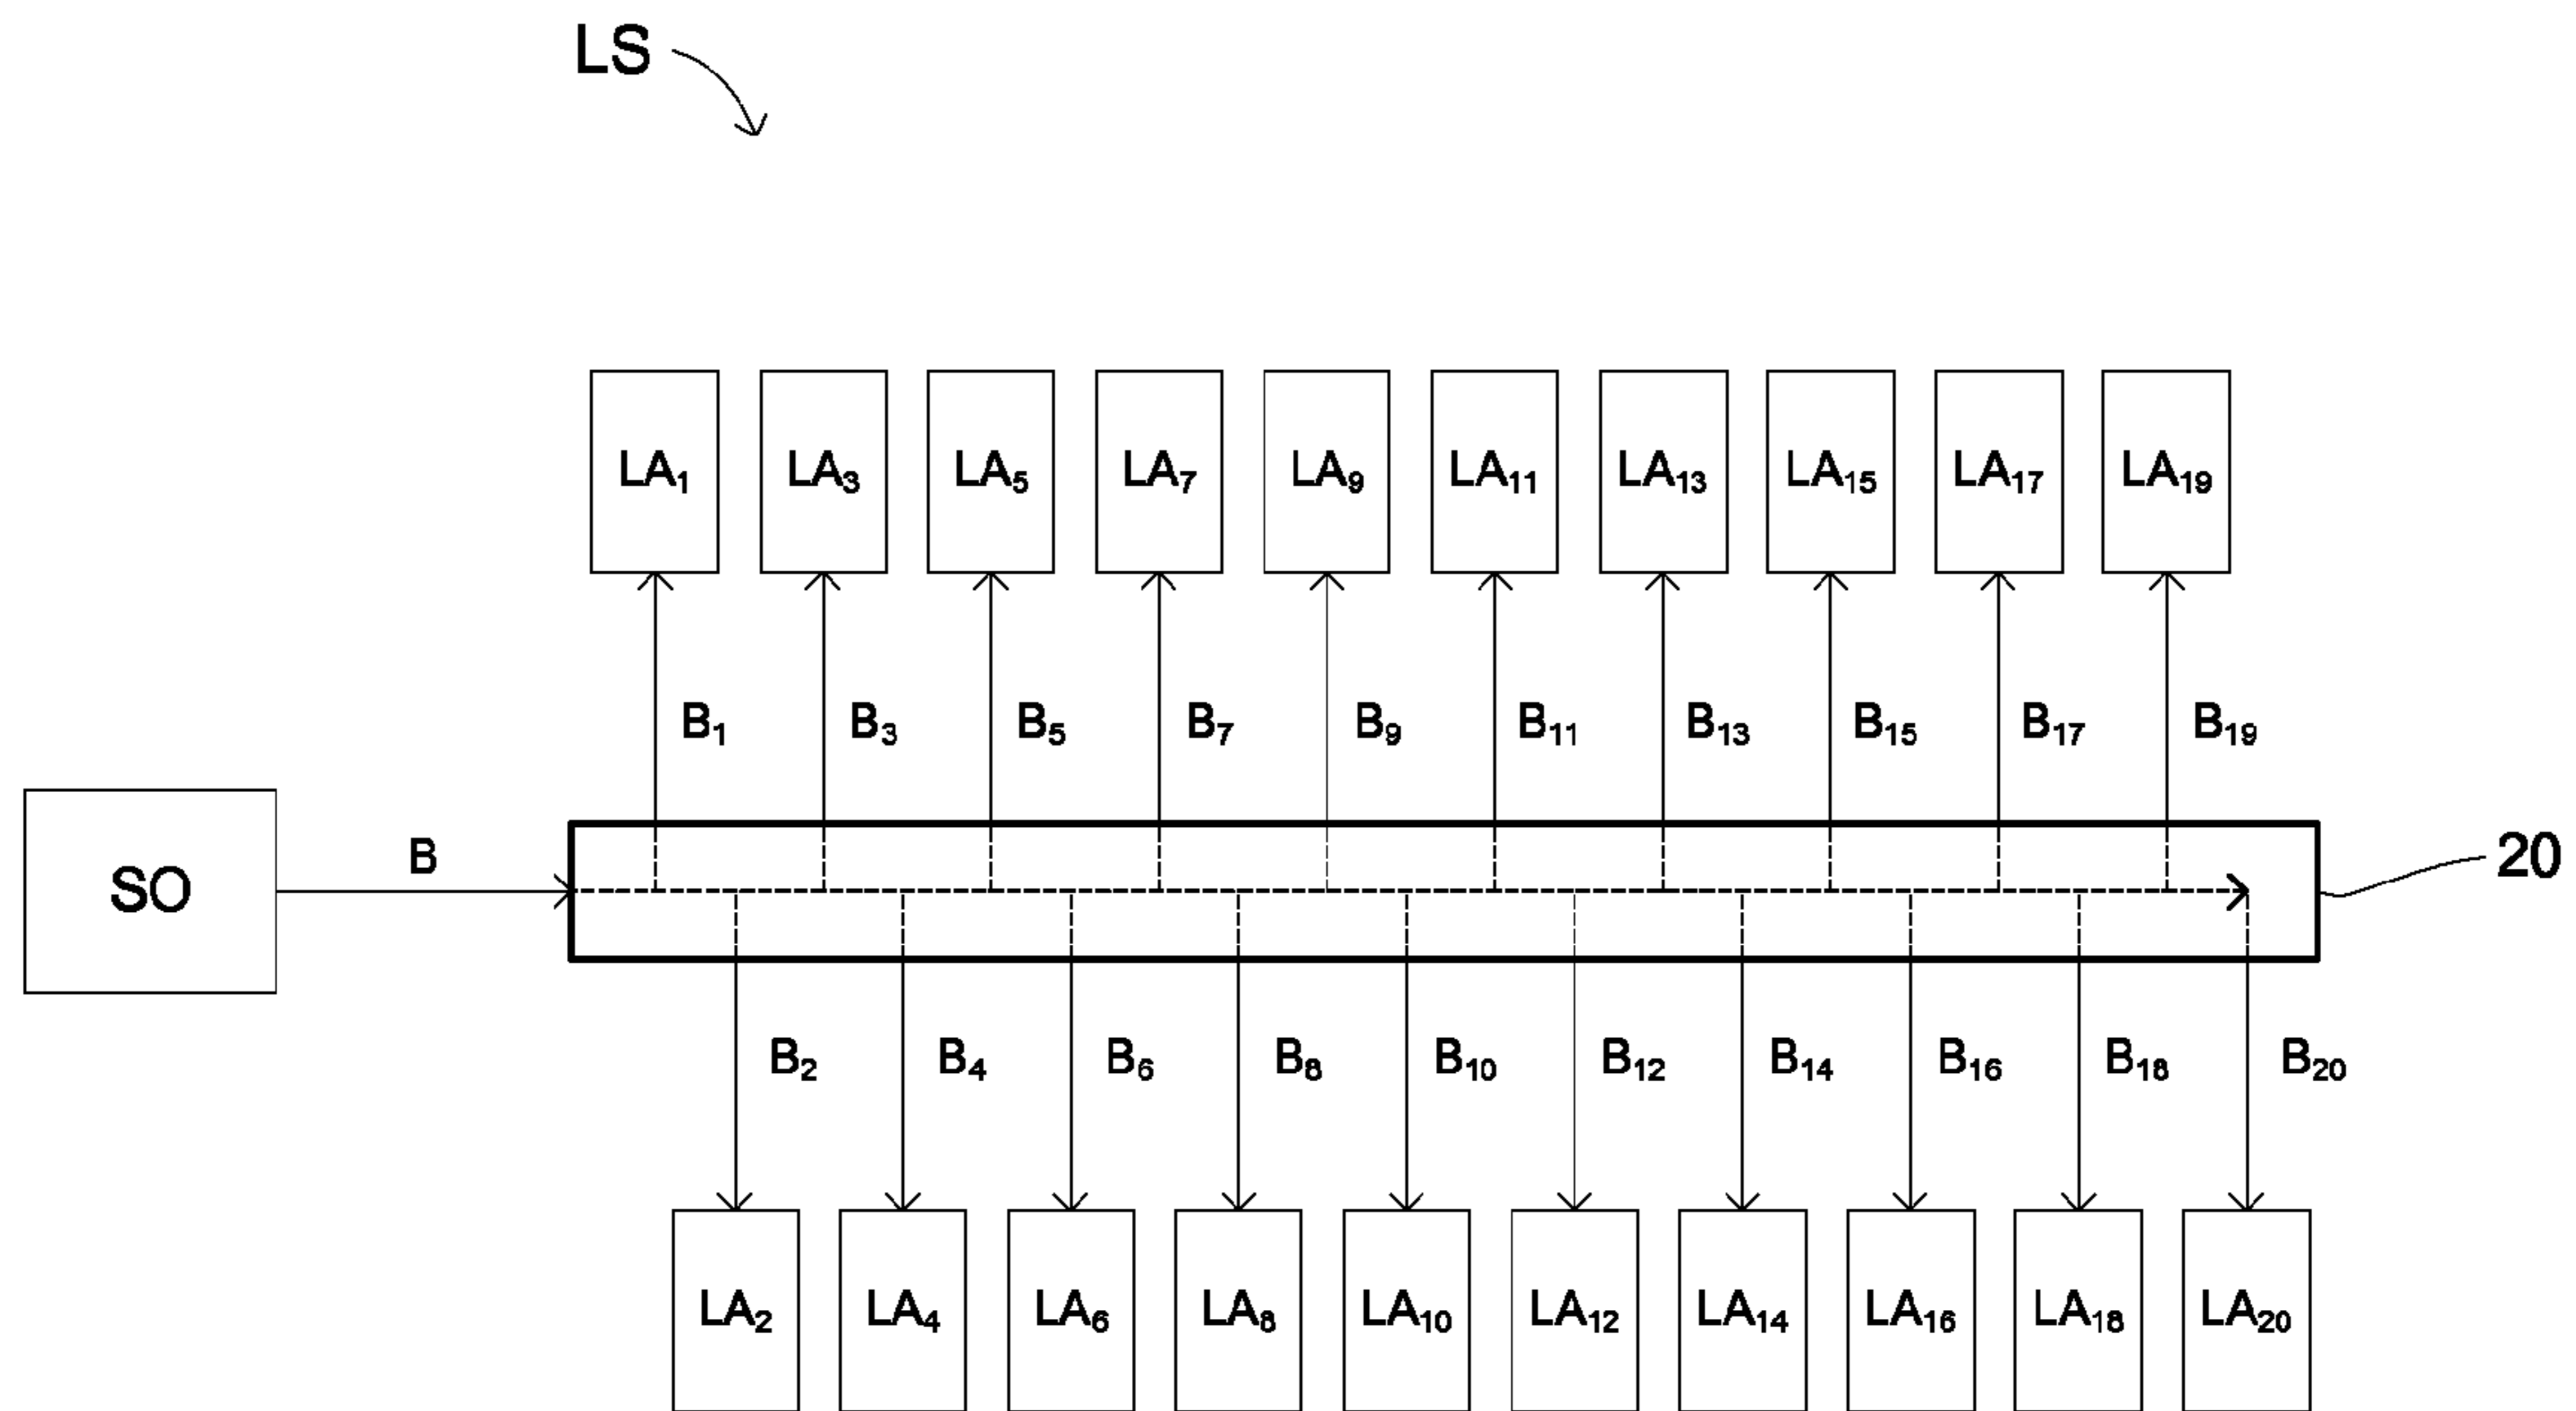 LS
LA₁ LA₃ LA₅ LA₇ LA₉ LA₁₁ LA₁₃ LA₁₅ LA₁₇ LA₁₉
B₁ B₃ B₅ B₇ B₉ B₁₁ B₁₃ B₁₅ B₁₇ B₁₉
SO B 20
B₂ B₄ B₆ B₈ B₁₀ B₁₂ B₁₄ B₁₆ B₁₈ B₂₀
LA₂ LA₄ LA₆ LA₈ LA₁₀ LA₁₂ LA₁₄ LA₁₆ LA₁₈ LA₂₀